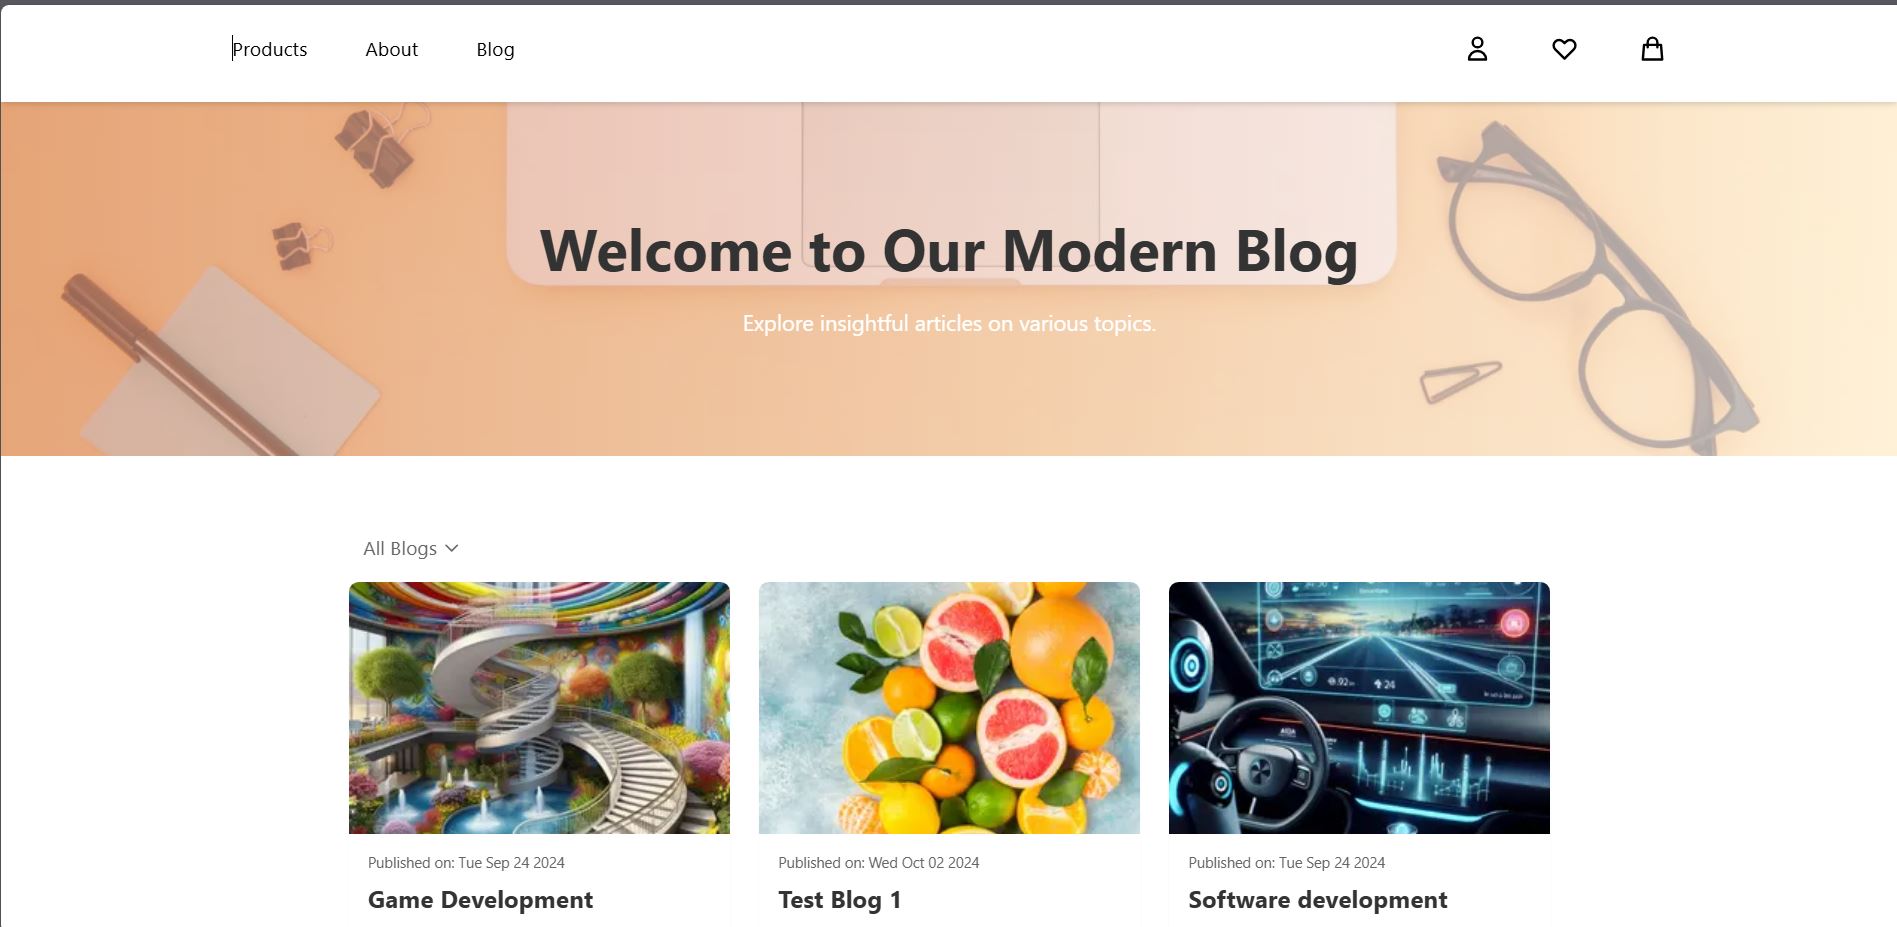 Products About Blog
Welcome to Our Modern Blog
Explore insightful articles on various topics.
All Blogs
.92
24
Published on: Tue Sep 24 2024
Game Development
Published on: Wed Oct 02 2024
Test Blog 1
Published on: Tue Sep 24 2024
Software development